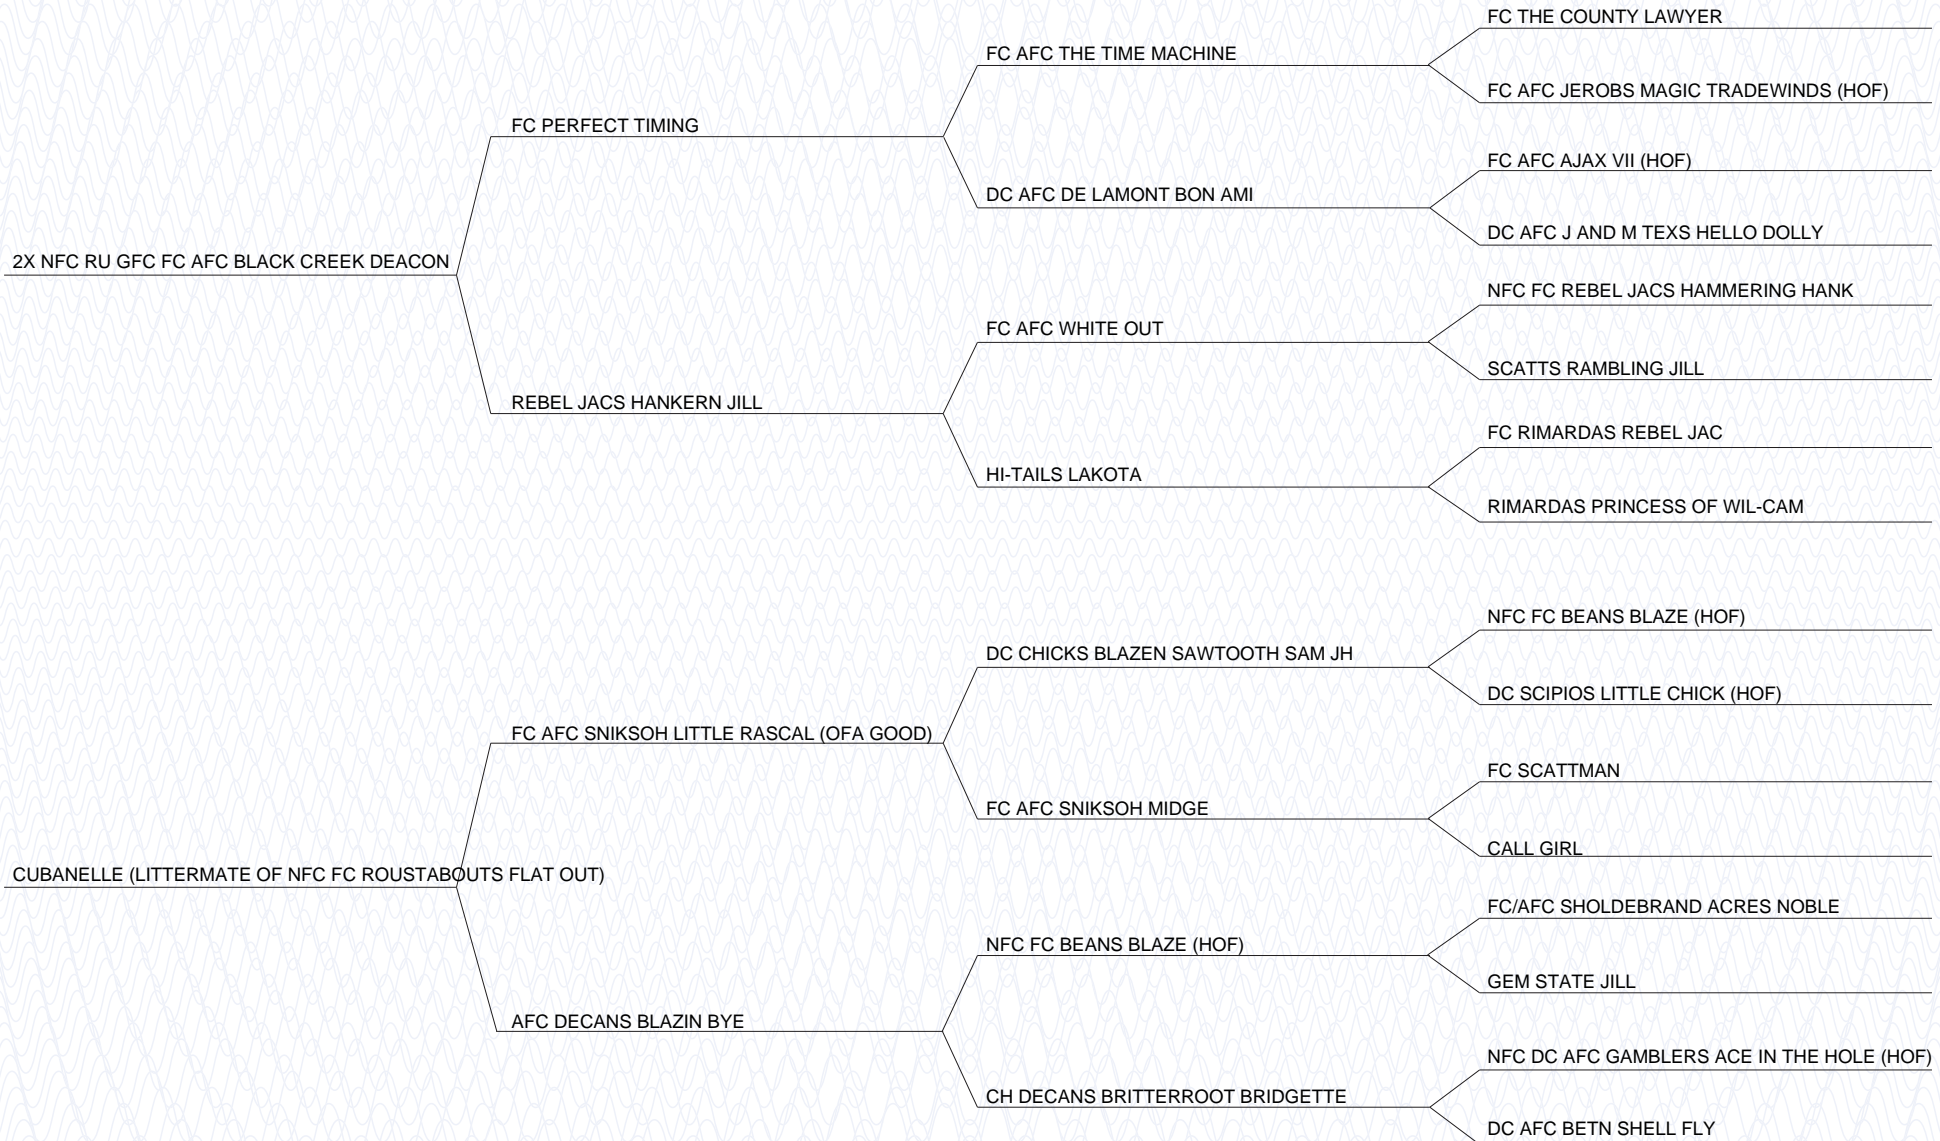 FC THE COUNTY LAWYER
FC AFC THE TIME MACHINE
FC AFC JEROBS MAGIC TRADEWINDS (HOF)
FC PERFECT TIMING
FC AFC AJAX VII (HOF)
DC AFC DE LAMONT BON AMI
DC AFC J AND M TEXS HELLO DOLLY
2X NFC RU GFC FC AFC BLACK CREEK DEACON
NFC FC REBEL JACS HAMMERING HANK
FC AFC WHITE OUT
SCATTS RAMBLING JILL
REBEL JACS HANKERN JILL
FC RIMARDAS REBEL JAC
HI-TAILS LAKOTA
RIMARDAS PRINCESS OF WIL-CAM
NFC FC BEANS BLAZE (HOF)
DC CHICKS BLAZEN SAWTOOTH SAM JH
DC SCIPIOS LITTLE CHICK (HOF)
FC AFC SNIKSOH LITTLE RASCAL (OFA GOOD)
FC SCATTMAN
FC AFC SNIKSOH MIDGE
CALL GIRL
CUBANELLE (LITTERMATE OF NFC FC ROUSTABOUTS FLAT OUT)
FC/AFC SHOLDEBRAND ACRES NOBLE
NFC FC BEANS BLAZE (HOF)
GEM STATE JILL
AFC DECANS BLAZIN BYE
NFC DC AFC GAMBLERS ACE IN THE HOLE (HOF)
CH DECANS BRITTERROOT BRIDGETTE
DC AFC BETN SHELL FLY